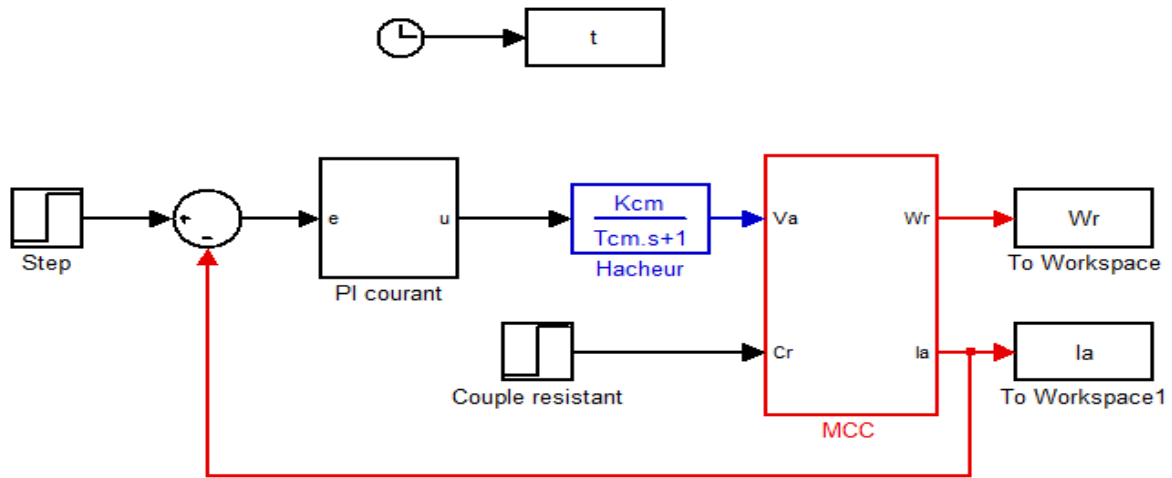 t
Step
+
-
e
u
PI courant
Kcm
Tcm.s+1
Hacheur
Va
Wr
Cr
Ia
MCC
Couple resistant
Wr
To Workspace
Ia
To Workspace1